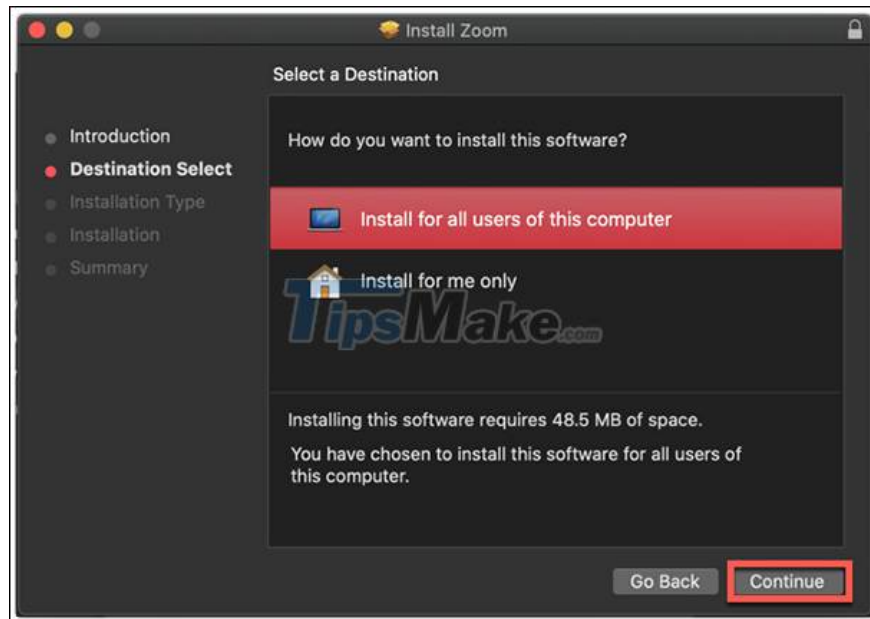 Install Zoom
Select a Destination
Introduction
Destination Select
Installation Type
Installation
Summary
How do you want to install this software?
Install for all users of this computer
Install for me only
TipsMake.com
Installing this software requires 48.5 MB of space.
You have chosen to install this software for all users of
this computer.
Go Back
Continue